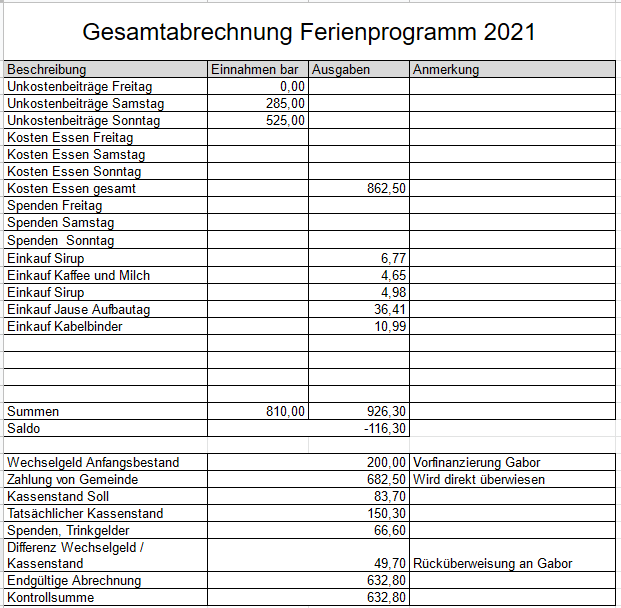 Gesamtabrechnung Ferienprogramm 2021
Beschreibung Einnahmen bar Ausgaben Anmerkung
Unkostenbeiträge Freitag 0,00
Unkostenbeiträge Samstag 285,00
Unkostenbeiträge Sonntag 525,00
Kosten Essen Freitag
Kosten Essen Samstag
Kosten Essen Sonntag
Kosten Essen gesamt 862,50
Spenden Freitag
Spenden Samstag
Spenden  Sonntag
Einkauf Sirup 6,77
Einkauf Kaffee und Milch 4,65
Einkauf Sirup 4,98
Einkauf Jause Aufbautag 36,41
Einkauf Kabelbinder 10,99
Summen 810,00 926,30
Saldo -116,30
Wechselgeld Anfangsbestand 200,00 Vorfinanzierung Gabor
Zahlung von Gemeinde 682,50 Wird direkt überwiesen
Kassenstand Soll 83,70
Tatsächlicher Kassenstand 150,30
Spenden, Trinkgelder 66,60
Differenz Wechselgeld /
Kassenstand 49,70 Rücküberweisung an Gabor
Endgültige Abrechnung 632,80
Kontrollsumme 632,80